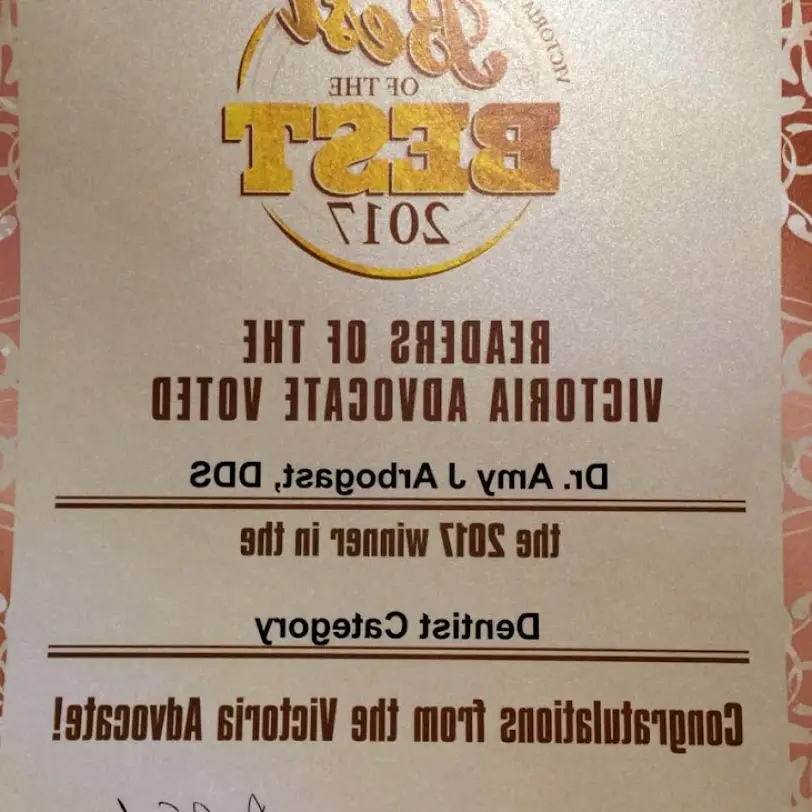 VICTORIA
Best
OF THE
BEST
2017
READERS OF THE
VICTORIA ADVOCATE VOTED
Dr. Amy J Arbogast, DDS
the 2017 winner in the
Dentist Category
Congratulations from the Victoria Advocate!